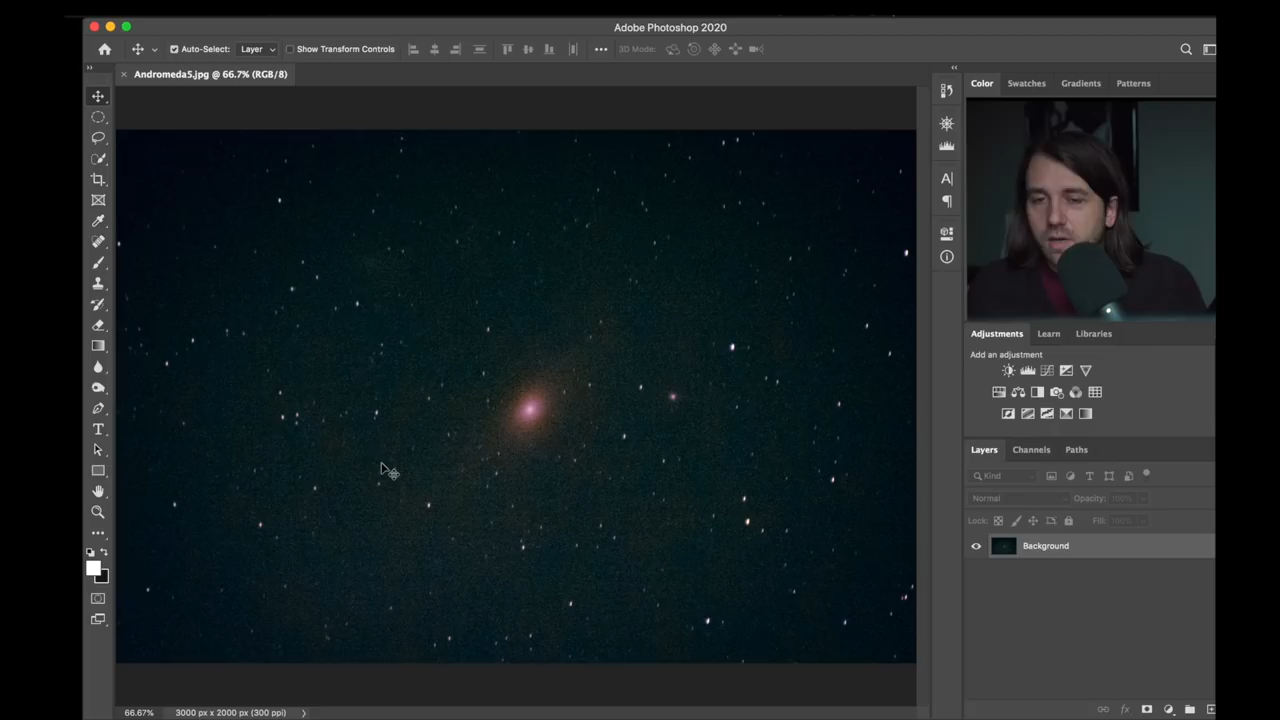 Adobe Photoshop 2020
Auto-Select: Layer Show Transform Controls 3D Mode:
Andromeda5.jpg @ 66.7% (RGB/8)
Color Swatches Gradients Patterns
Adjustments Learn Libraries
Add an adjustment
Layers Channels Paths
Kind
Normal Opacity: 100%
Lock: Fill: 100%
Background
66.67% 3000 px x 2000 px (300 ppi)